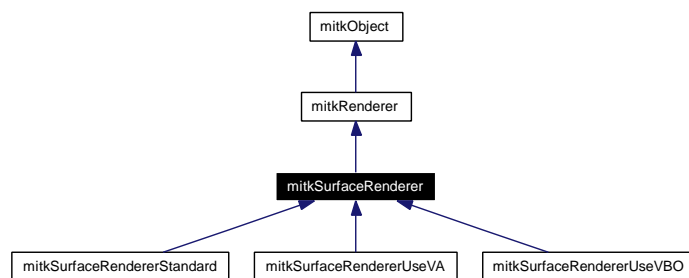 mitkObject
mitkRenderer
mitkSurfaceRenderer
mitkSurfaceRendererStandard
mitkSurfaceRendererUseVA
mitkSurfaceRendererUseVBO